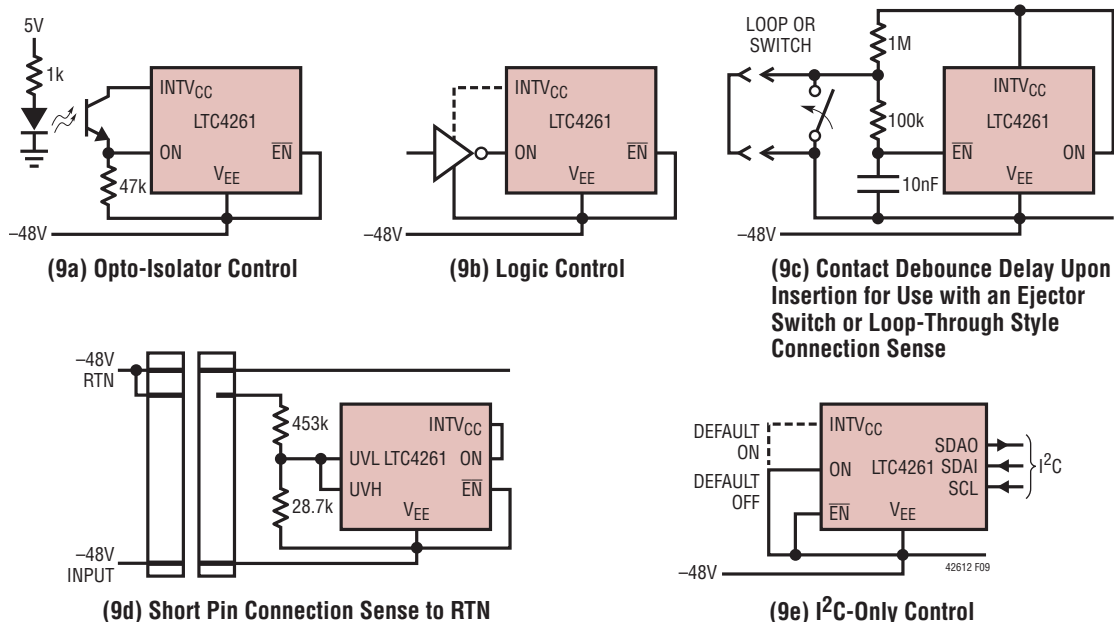 5V
1k
INTVCC
LTC4261
ON
EN
VEE
47k
–48V
(9a) Opto-Isolator Control
INTVCC
LTC4261
ON
EN
VEE
–48V
(9b) Logic Control
LOOP OR
SWITCH
1M
INTVCC
LTC4261
100k
EN
ON
VEE
10nF
–48V
(9c) Contact Debounce Delay Upon
Insertion for Use with an Ejector
Switch or Loop-Through Style
Connection Sense
–48V
RTN
453k
INTVCC
UVL LTC4261 ON
UVH EN
28.7k
VEE
–48V
INPUT
(9d) Short Pin Connection Sense to RTN
DEFAULT
ON
DEFAULT
OFF
INTVCC
SDAO
ON LTC4261 SDAI I²C
SCL
EN VEE
–48V
42612 F09
(9e) I²C-Only Control